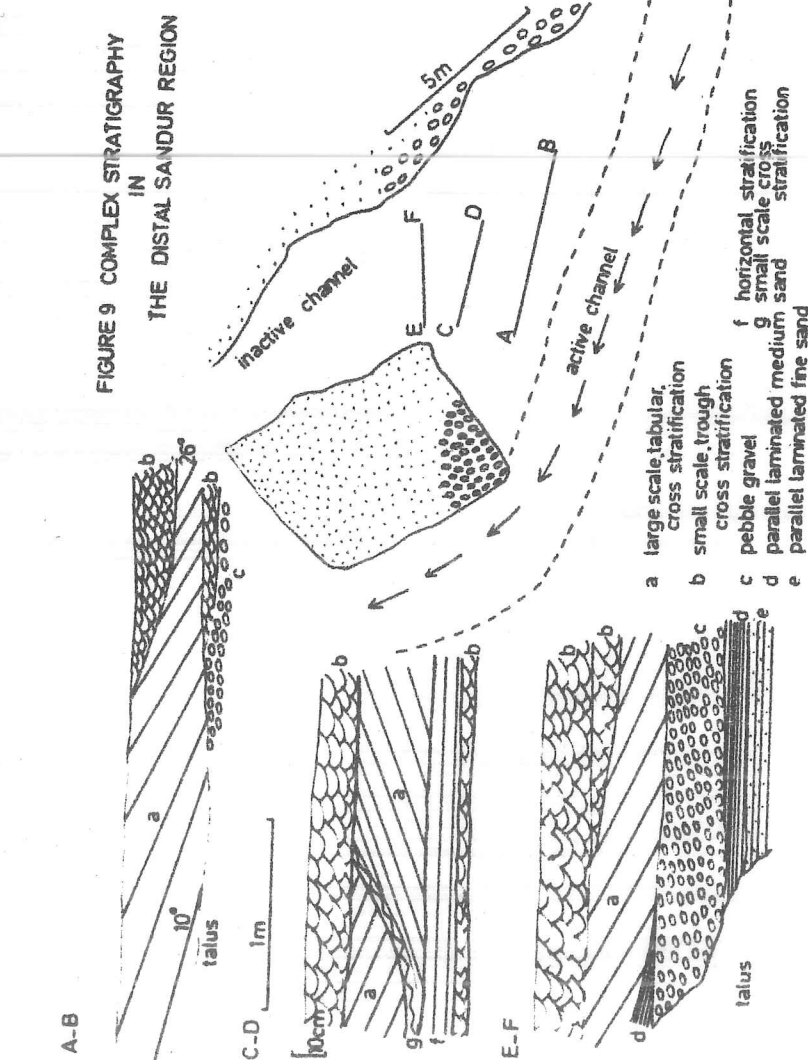 FIGURE 9 COMPLEX STRATIGRAPHY
IN
THE DISTAL SANDUR REGION
A-B
a
b
10°
26°
talus
b
c
C-D
1m
10cm
b
a
a
g
f
b
E-F
b
b
a
c
d
d
e
talus
inactive channel
5m
E
F
C
D
A
B
active channel
a large scale, tabular,
cross stratification
b small scale, trough
cross stratification
c pebble gravel
d parallel laminated medium sand
e parallel laminated fine sand
f horizontal stratification
g small scale cross
stratification